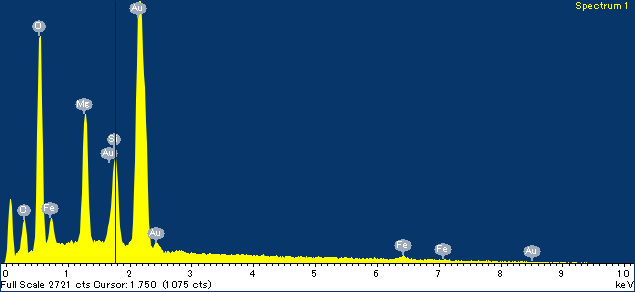 Spectrum 1
Au
O
Mg
Si
Au
Fe
Au
Fe
Fe
Au
0 1 2 3 4 5 6 7 8 9 10
Full Scale 2721 cts Cursor: 1.750 (1075 cts) keV